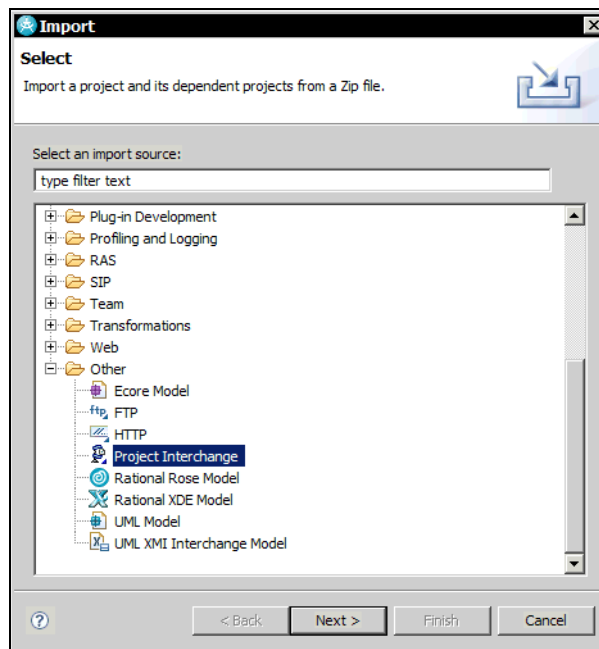 Import
Select
Import a project and its dependent projects from a Zip file.
Select an import source:
type filter text
Plug-in Development
Profiling and Logging
RAS
SIP
Team
Transformations
Web
Other
Ecore Model
ftp FTP
HTTP
Project Interchange
Rational Rose Model
Rational XDE Model
UML Model
UML XMI Interchange Model
? < Back Next > Finish Cancel